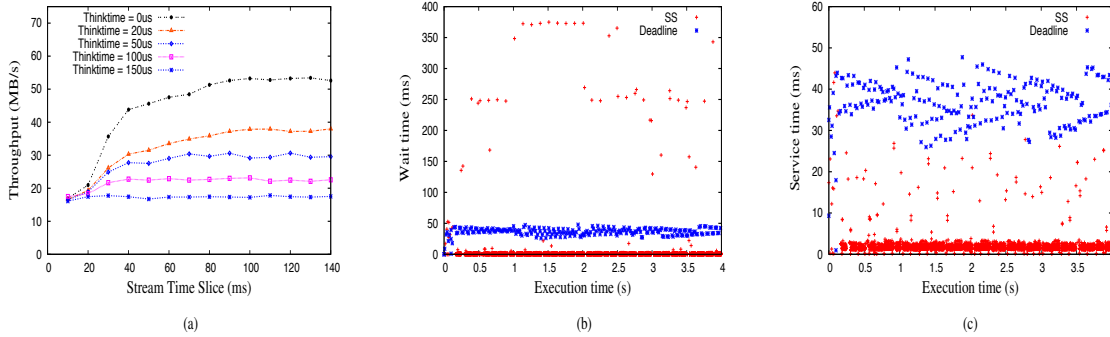 Throughput (MB/s)
70
60
50
40
30
20
10
0
Thinktime = 0us
Thinktime = 20us
Thinktime = 50us
Thinktime = 100us
Thinktime = 150us
0 20 40 60 80 100 120 140
Stream Time Slice (ms)
(a)
Wait time (ms)
400
350
300
250
200
150
100
50
0
SS
Deadline
0 0.5 1 1.5 2 2.5 3 3.5 4
Execution time (s)
(b)
Service time (ms)
60
50
40
30
20
10
0
SS
Deadline
0 0.5 1 1.5 2 2.5 3 3.5
Execution time (s)
(c)